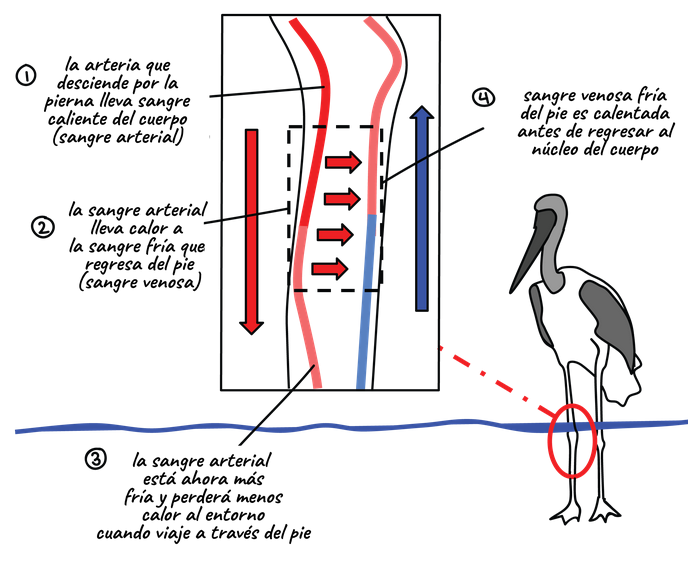 1
la arteria que
desciende por la
pierna lleva sangre
caliente del cuerpo
(sangre arterial)
2
la sangre arterial
lleva calor a
la sangre fría que
regresa del pie
(sangre venosa)
3
la sangre arterial
está ahora más
fría y perderá menos
calor al entorno
cuando viaje a través del pie
4
sangre venosa fría
del pie es calentada
antes de regresar al
núcleo del cuerpo